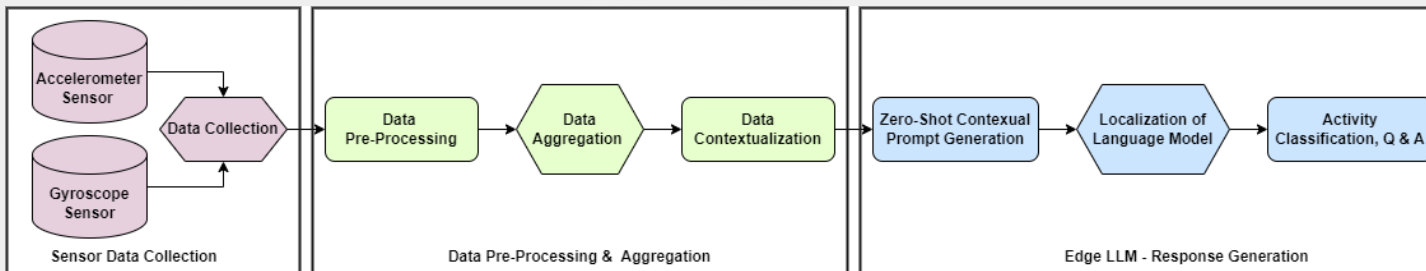 Accelerometer
Sensor
Gyroscope
Sensor
Data Collection
Sensor Data Collection
Data
Pre-Processing
Data
Aggregation
Data
Contextualization
Data Pre-Processing & Aggregation
Zero-Shot Contexual
Prompt Generation
Localization of
Language Model
Activity
Classification, Q & A
Edge LLM - Response Generation